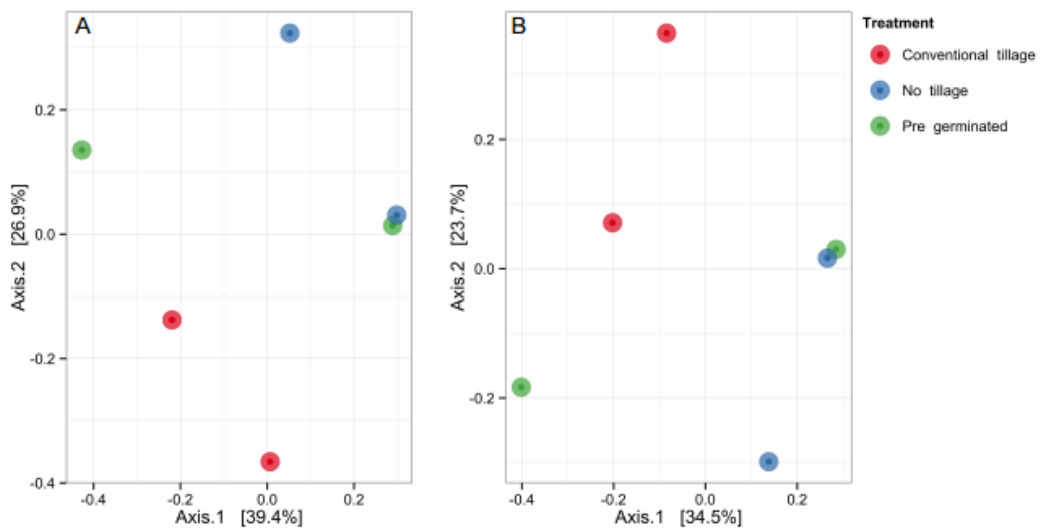 A
0.2
0.0
-0.2
-0.4
Axis.2 [26.9%]
-0.4
-0.2
0.0
0.2
Axis.1 [39.4%]
B
0.2
0.0
-0.2
Axis.2 [23.7%]
-0.4
-0.2
0.0
0.2
Axis.1 [34.5%]
Treatment
Conventional tillage
No tillage
Pre germinated